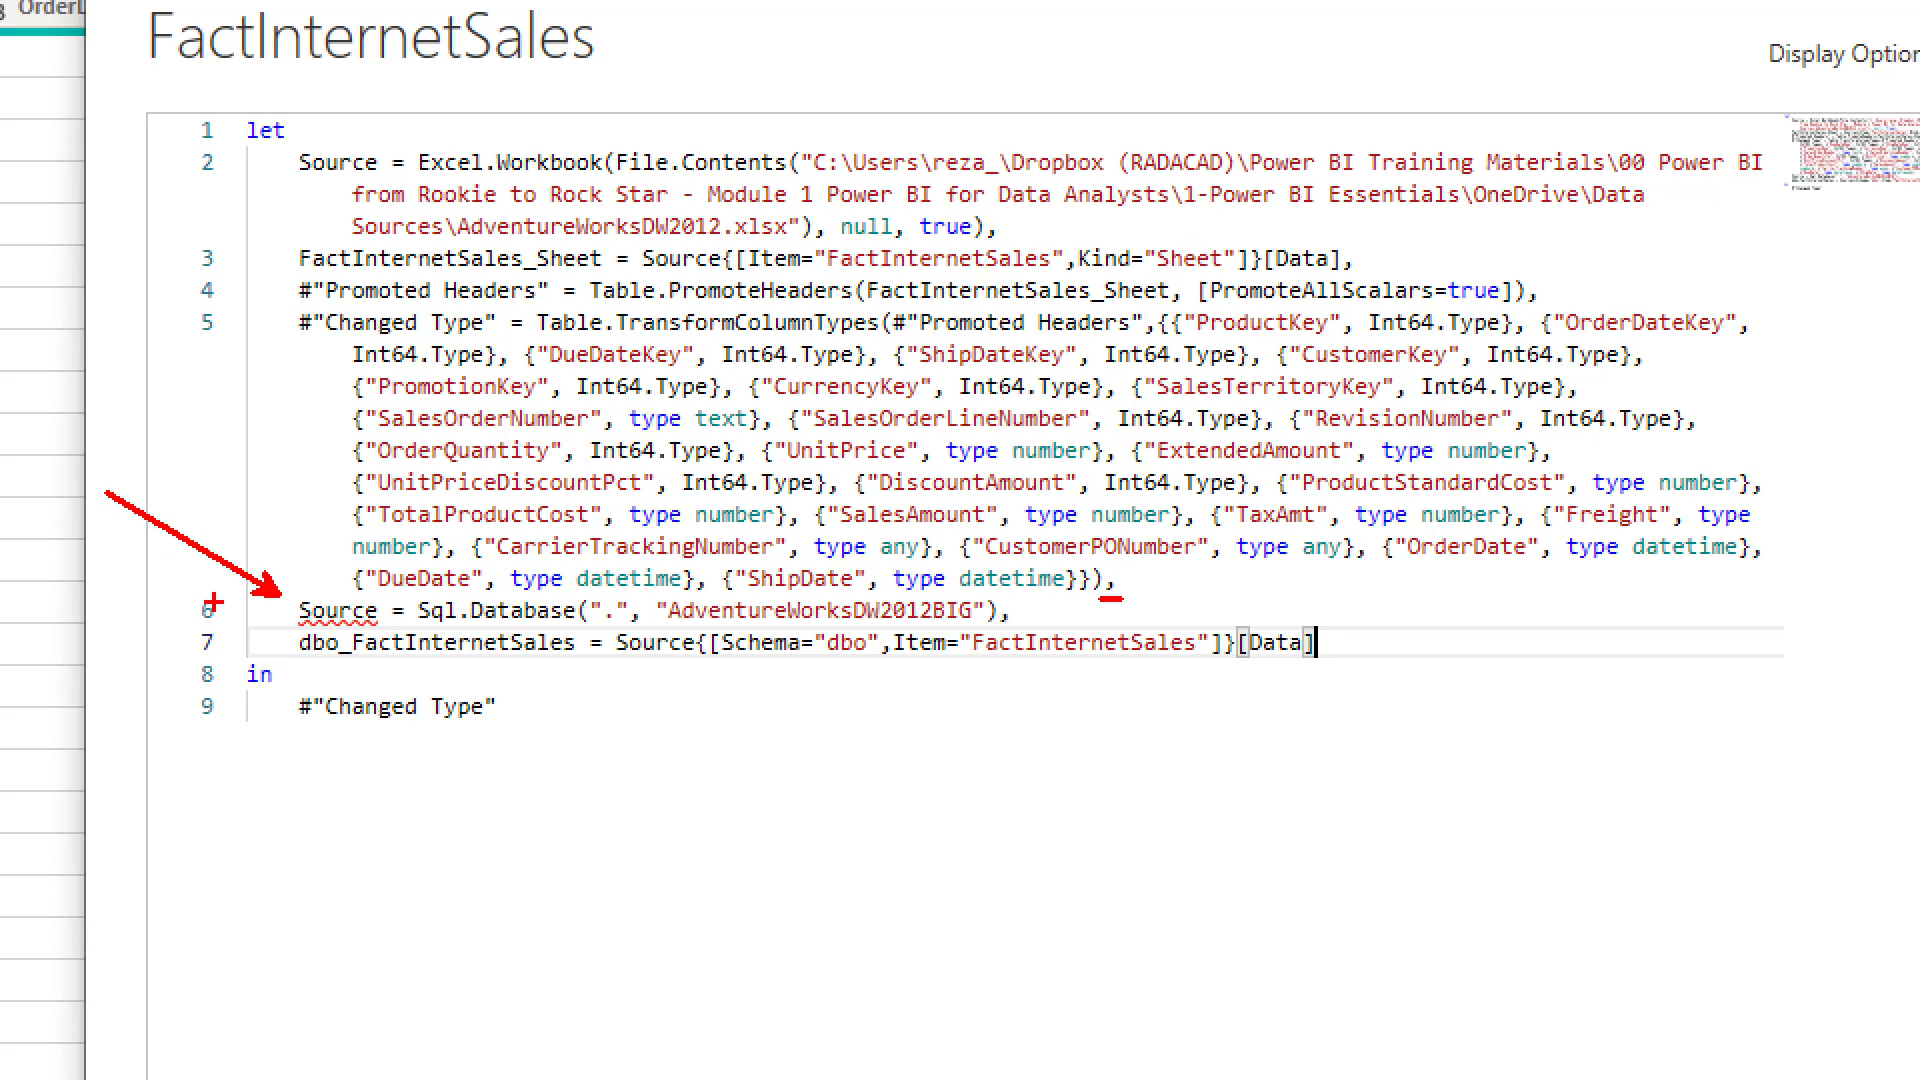 OrderL
FactInternetSales
Display Option
1 let
2 Source = Excel.Workbook(File.Contents("C:\Users\reza_\Dropbox (RADACAD)\Power BI Training Materials\00 Power BI
from Rookie to Rock Star - Module 1 Power BI for Data Analysts\1-Power BI Essentials\OneDrive\Data
Sources\AdventureWorksDW2012.xlsx"), null, true),
3 FactInternetSales_Sheet = Source{[Item="FactInternetSales",Kind="Sheet"]}[Data],
4 #"Promoted Headers" = Table.PromoteHeaders(FactInternetSales_Sheet, [PromoteAllScalars=true]),
5 #"Changed Type" = Table.TransformColumnTypes(#"Promoted Headers",{{"ProductKey", Int64.Type}, {"OrderDateKey",
Int64.Type}, {"DueDateKey", Int64.Type}, {"ShipDateKey", Int64.Type}, {"CustomerKey", Int64.Type},
{"PromotionKey", Int64.Type}, {"CurrencyKey", Int64.Type}, {"SalesTerritoryKey", Int64.Type},
{"SalesOrderNumber", type text}, {"SalesOrderLineNumber", Int64.Type}, {"RevisionNumber", Int64.Type},
{"OrderQuantity", Int64.Type}, {"UnitPrice", type number}, {"ExtendedAmount", type number},
{"UnitPriceDiscountPct", Int64.Type}, {"DiscountAmount", Int64.Type}, {"ProductStandardCost", type number},
{"TotalProductCost", type number}, {"SalesAmount", type number}, {"TaxAmt", type number}, {"Freight", type
number}, {"CarrierTrackingNumber", type any}, {"CustomerPONumber", type any}, {"OrderDate", type datetime},
{"DueDate", type datetime}, {"ShipDate", type datetime}}),
6 Source = Sql.Database(".", "AdventureWorksDW2012BIG"),
7 dbo_FactInternetSales = Source{[Schema="dbo",Item="FactInternetSales"]}[Data]
8 in
9 #"Changed Type"